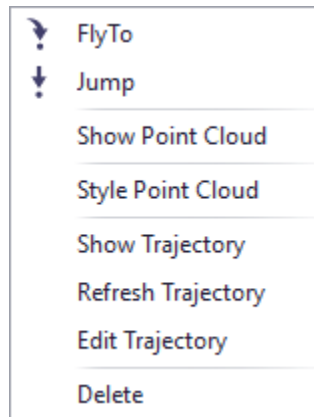 FlyTo
Jump
Show Point Cloud
Style Point Cloud
Show Trajectory
Refresh Trajectory
Edit Trajectory
Delete